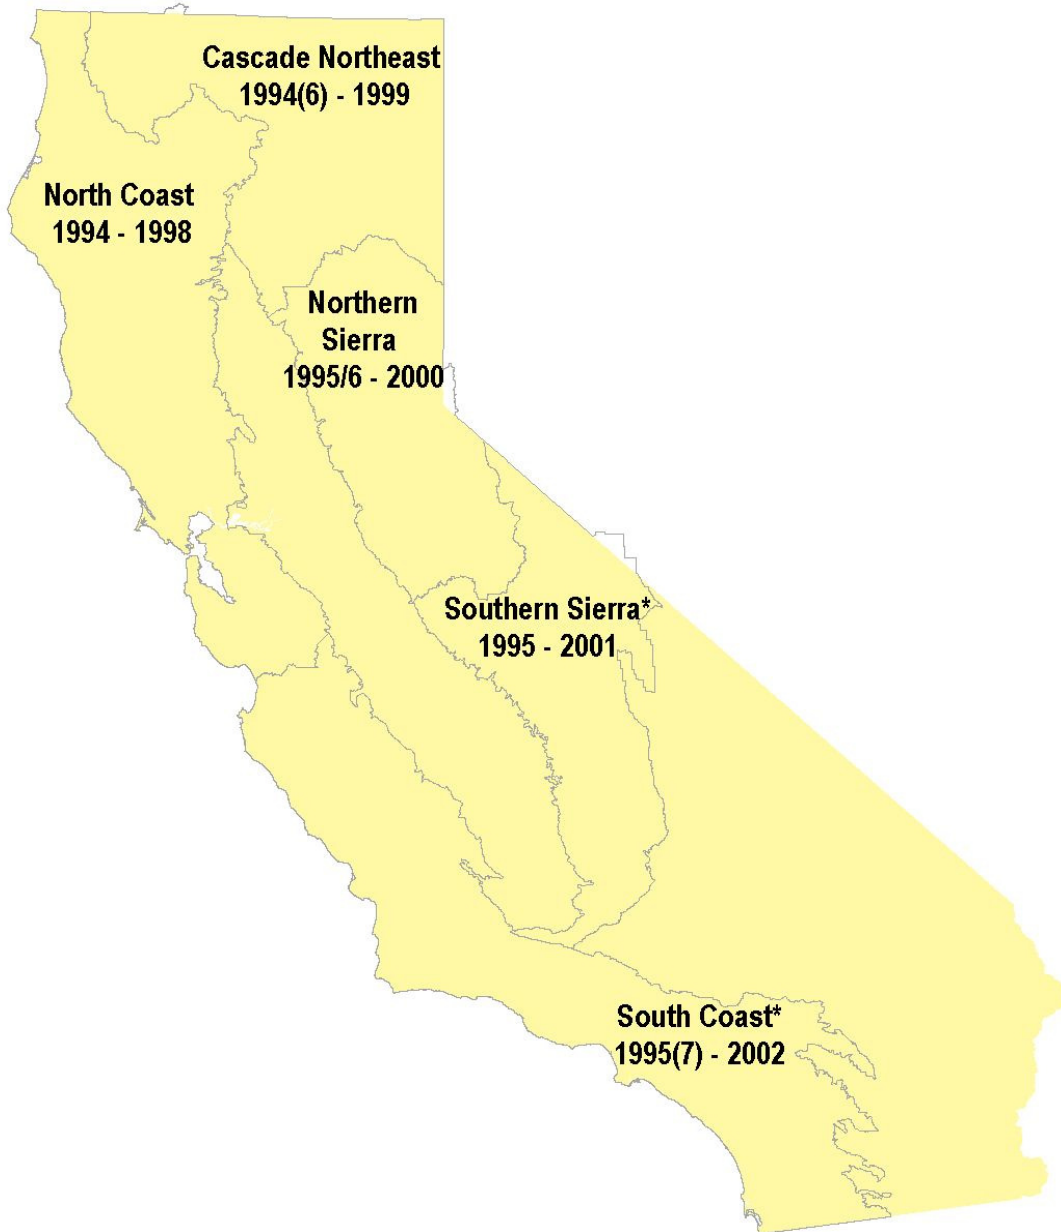 Cascade Northeast
1994(6) - 1999
North Coast
1994 - 1998
Northern
Sierra
1995/6 - 2000
Southern Sierra*
1995 - 2001
South Coast*
1995(7) - 2002